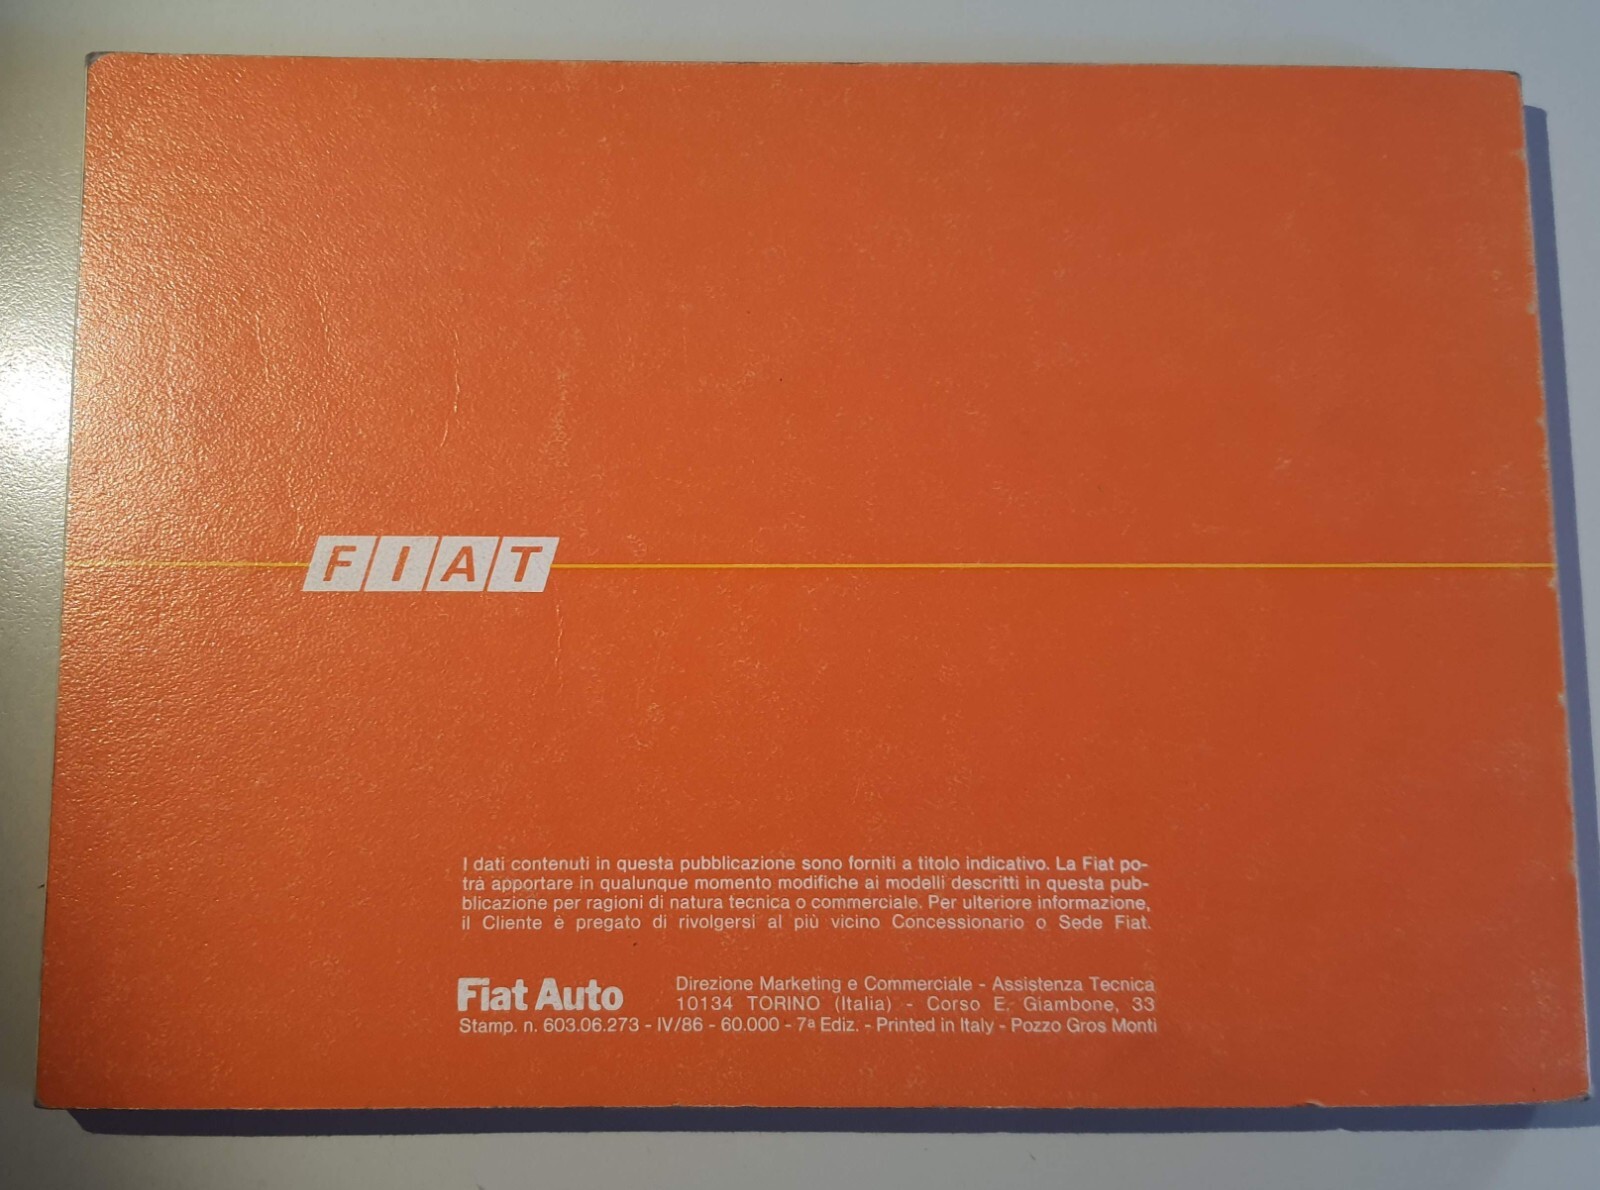 FIAT
I dati contenuti in questa pubblicazione sono forniti a titolo indicativo. La Fiat po-
trà apportare in qualunque momento modifiche ai modelli descritti in questa pub-
blicazione per ragioni di natura tecnica o commerciale. Per ulteriore informazione,
il Cliente è pregato di rivolgersi al più vicino Concessionario o Sede Fiat.
Fiat Auto
Direzione Marketing e Commerciale - Assistenza Tecnica
10134 TORINO (Italia) - Corso E. Giambone, 33
Stamp. n. 603.06.273 - IV/86 - 60.000 - 7ª Ediz. - Printed in Italy - Pozzo Gros Monti